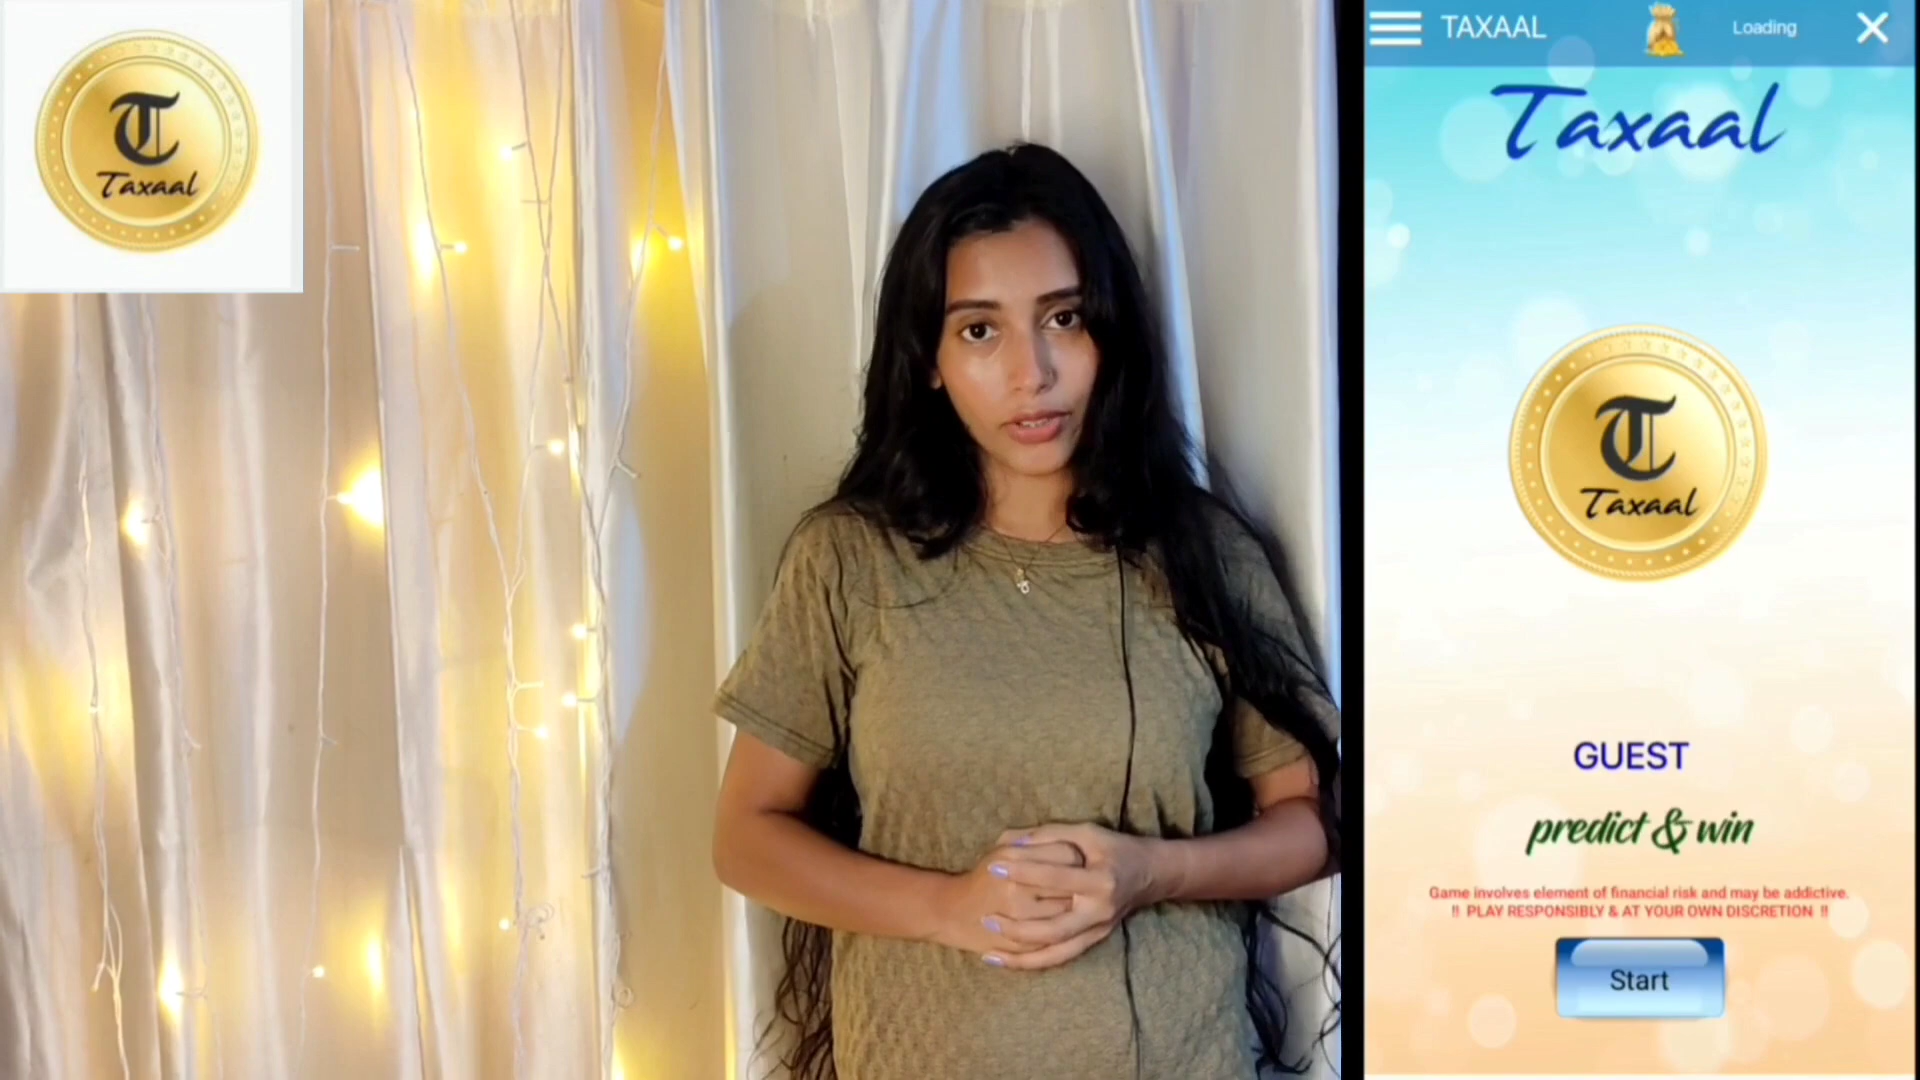 T
Taxaal
TAXAAL
Loading
Taxaal
T
Taxaal
GUEST
predict & win
Game involves element of financial risk and may be addictive.
!! PLAY RESPONSIBLY & AT YOUR OWN DISCRETION !!
Start